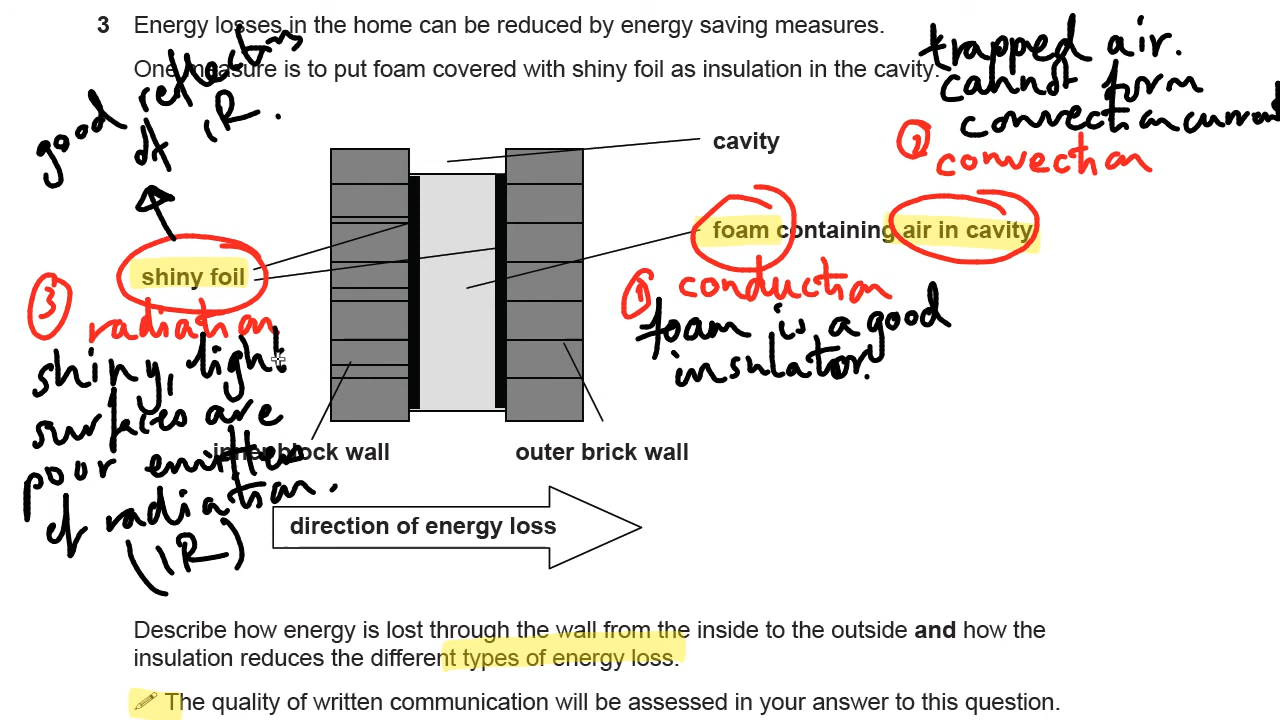 3 Energy losses in the home can be reduced by energy saving measures.
One measure is to put foam covered with shiny foil as insulation in the cavity.
good reflectors
of IR.
trapped air.
cannot form
convection current
② convection
cavity
foam containing air in cavity
shiny foil
① conduction
foam is a good
insulator.
③ radiation
shiny, light
surfaces are
poor emitters
of radiation.
(IR)
inner block wall
outer brick wall
direction of energy loss
Describe how energy is lost through the wall from the inside to the outside and how the
insulation reduces the different types of energy loss.
The quality of written communication will be assessed in your answer to this question.